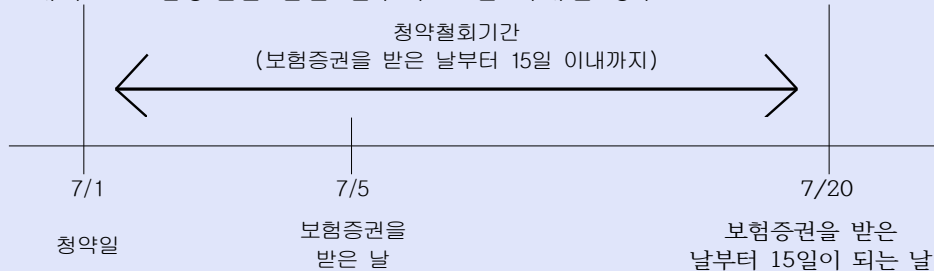 청약철회기간
(보험증권을 받은 날부터 15일 이내까지)
7/1
7/5
7/20
청약일
보험증권을
받은 날
보험증권을 받은
날부터 15일이 되는 날